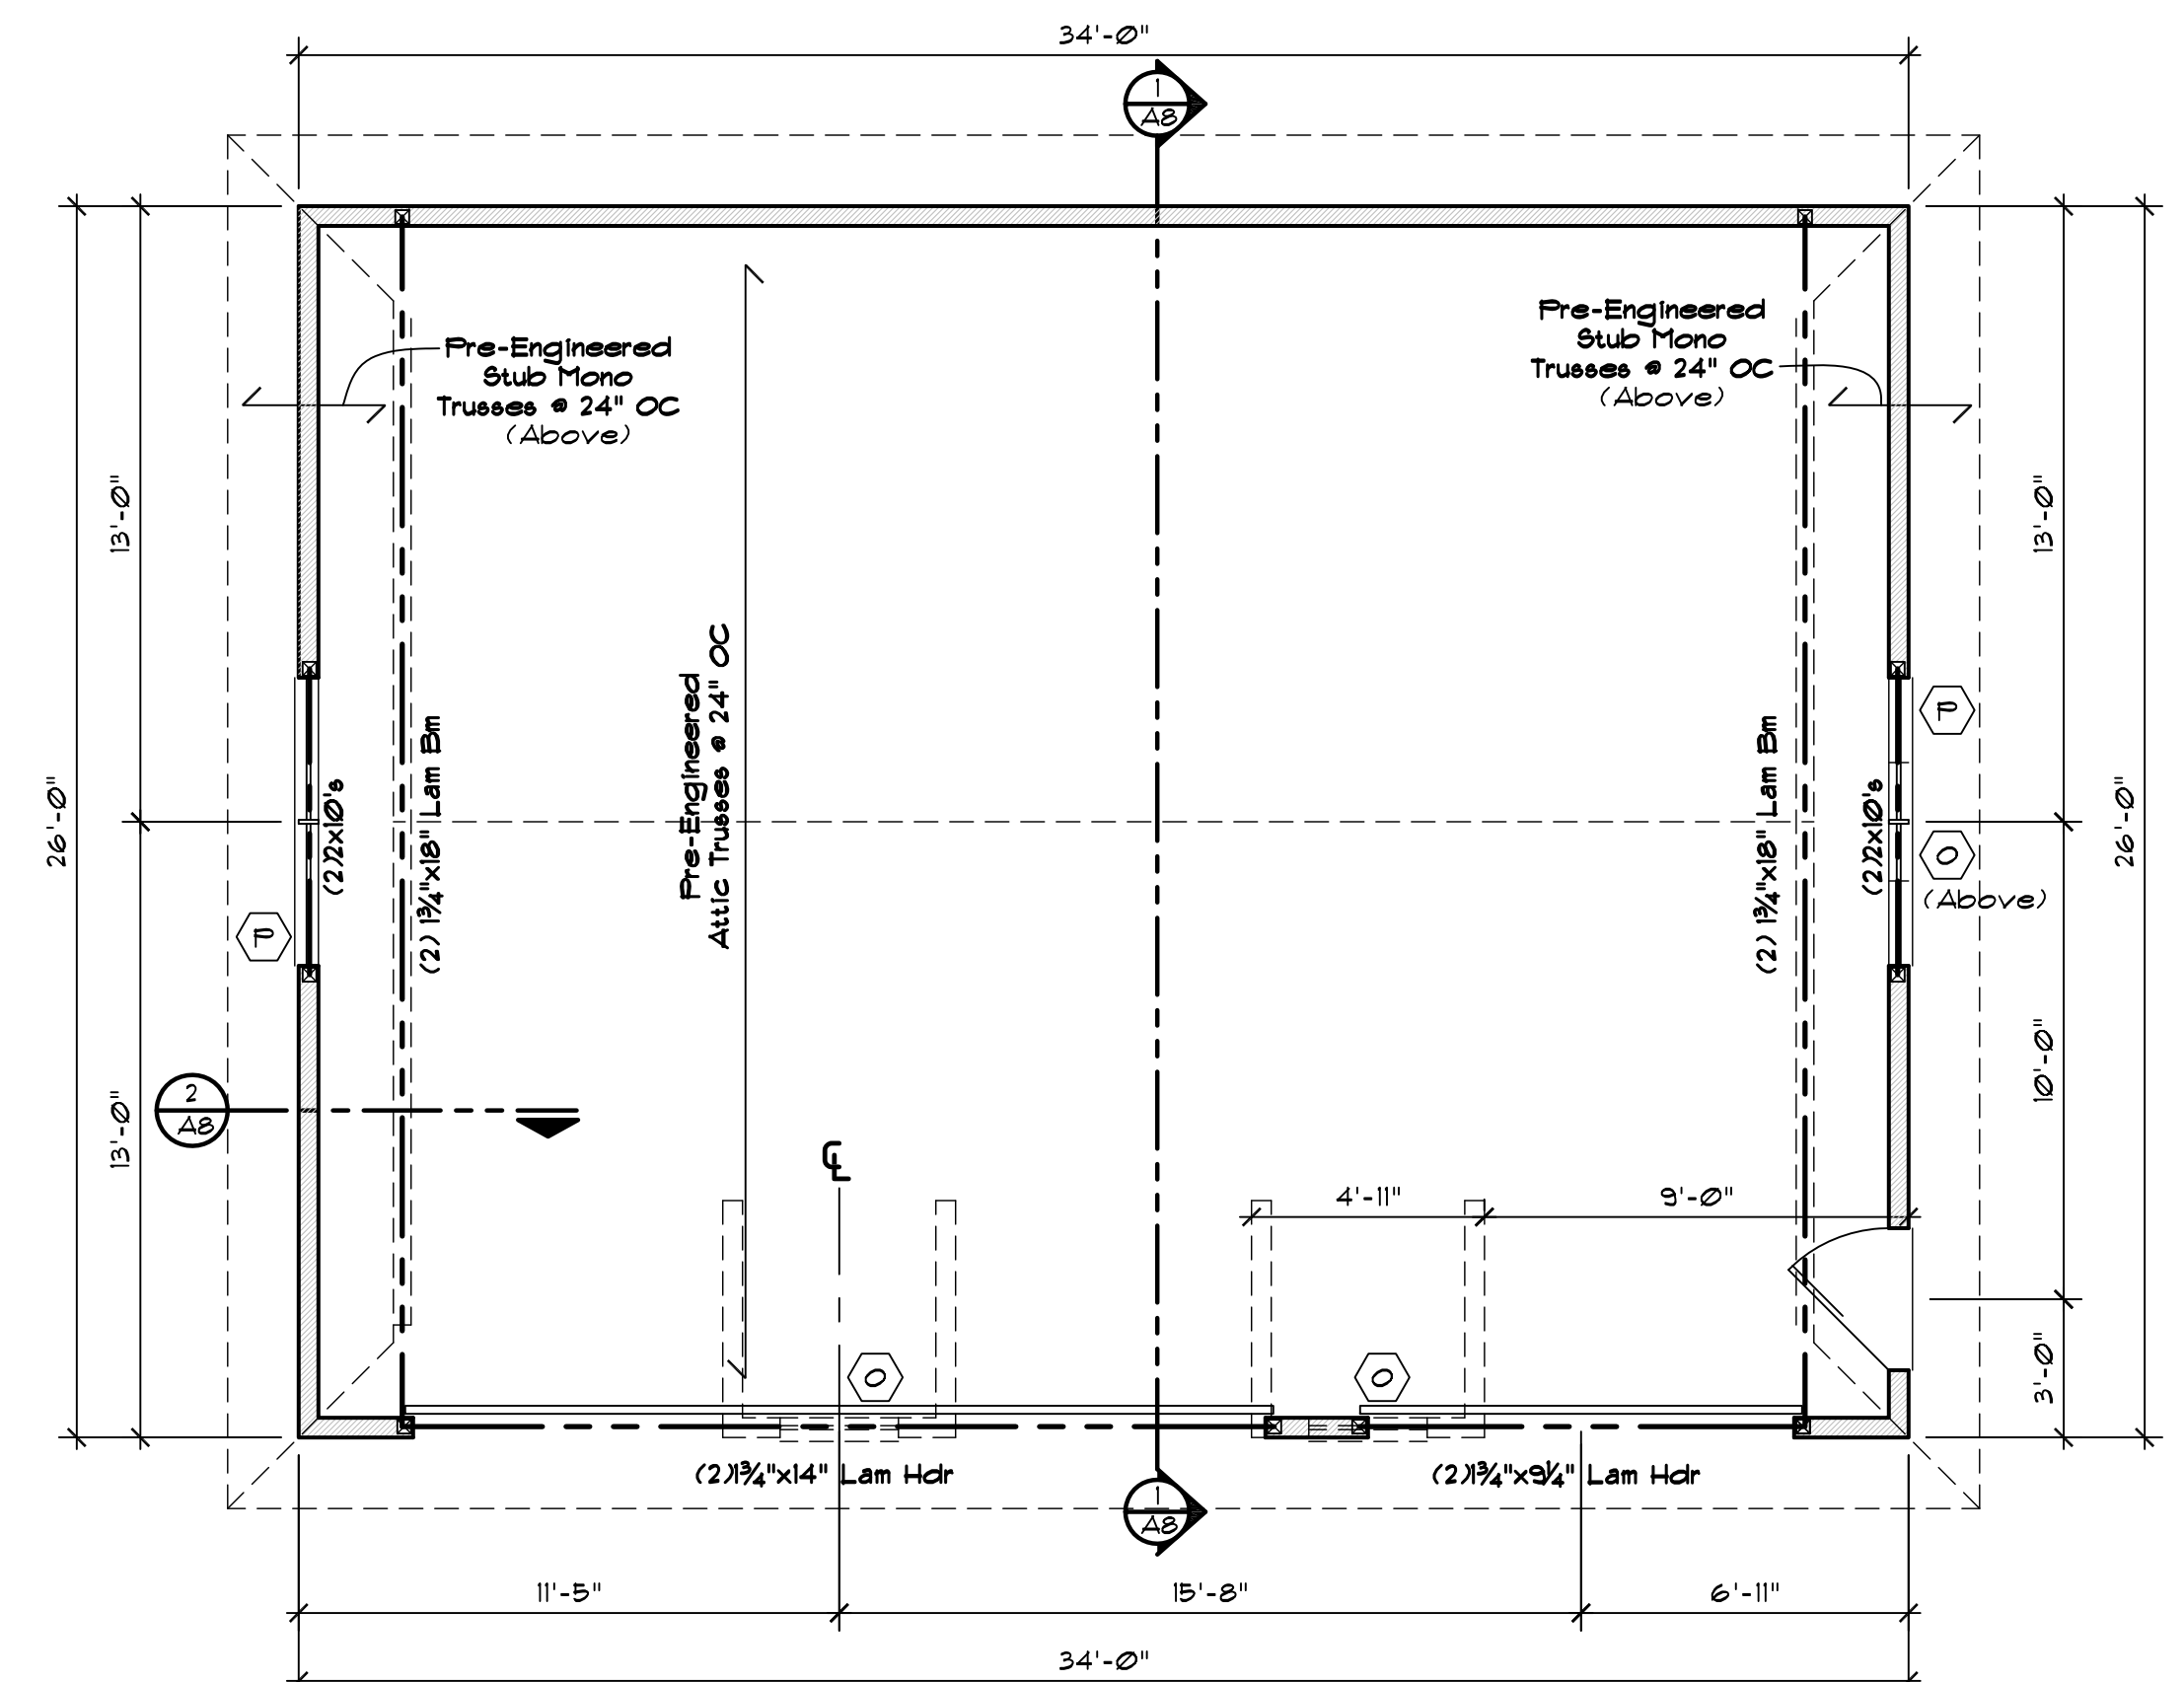 34'-0"
1
A8
Pre-Engineered
Stub Mono
Trusses @ 24" OC
(Above)
Pre-Engineered
Stub Mono
Trusses @ 24" OC
(Above)
13'-0"
13'-0"
26'-0"
13'-0"
(2)2x10's
(2) 1¾"x18" Lam Bm
Pre-Engineered
Attic Trusses @ 24" OC
(2) 1¾"x18" Lam Bm
(2)2x10's
P
O
(Above)
26'-0"
P
10'-0"
2
A8
CL
4'-11"
9'-0"
3'-0"
O
O
(2)1¾"x14" Lam Hdr
(2)1¾"x9¼" Lam Hdr
1
A8
11'-5"
15'-8"
6'-11"
34'-0"